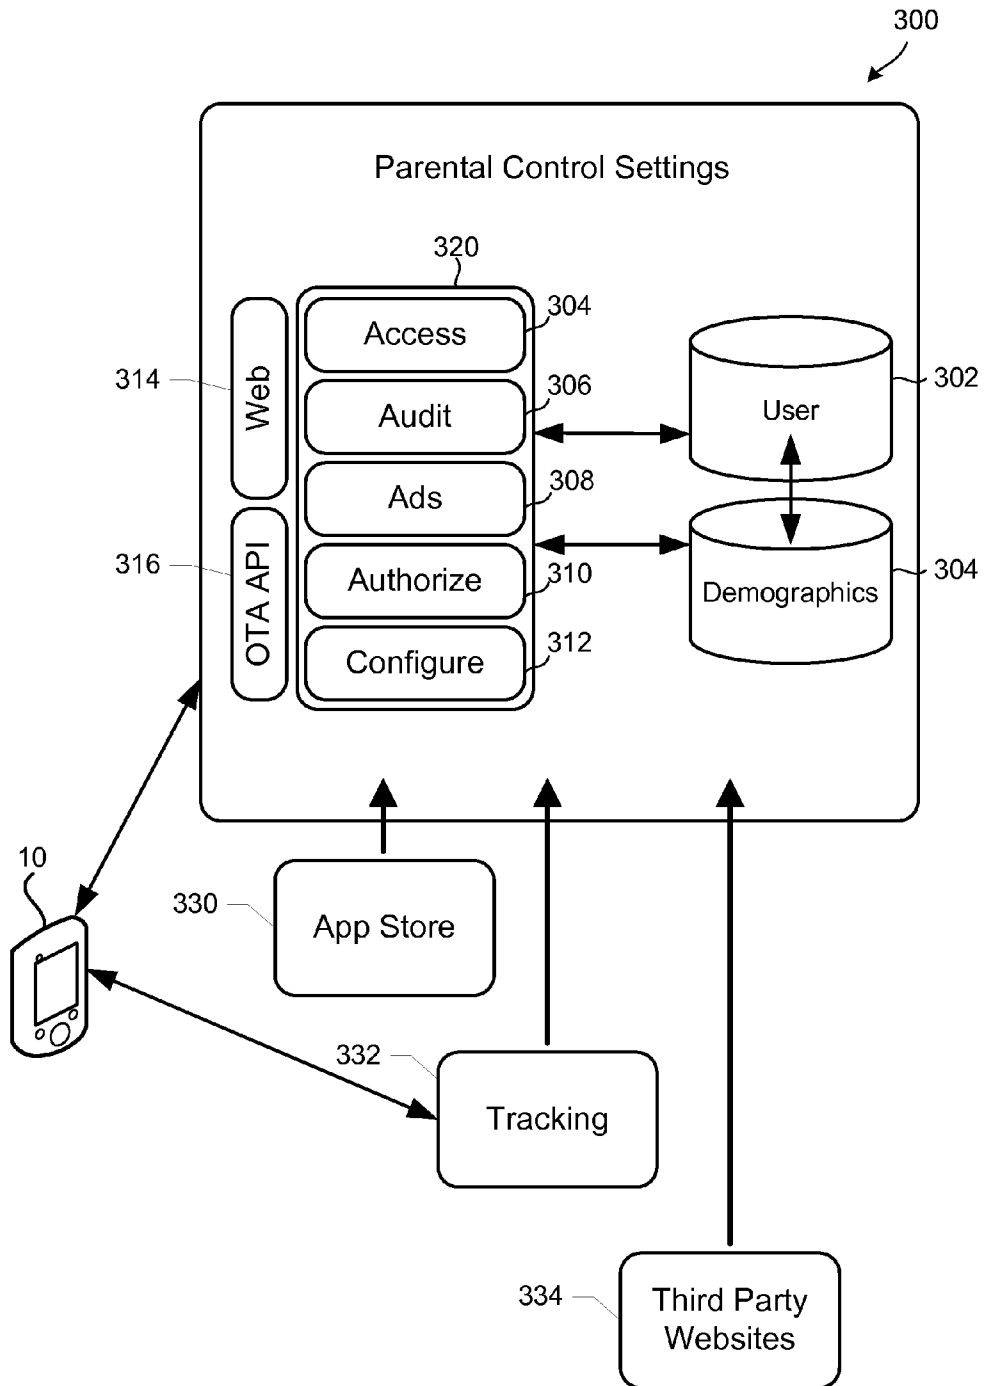 300
Parental Control Settings
320
Access
304
314
Web
Audit
306
User
302
Ads
308
316
OTA API
Authorize
310
Demographics
304
Configure
312
10
330
App Store
332
Tracking
334
Third Party
Websites